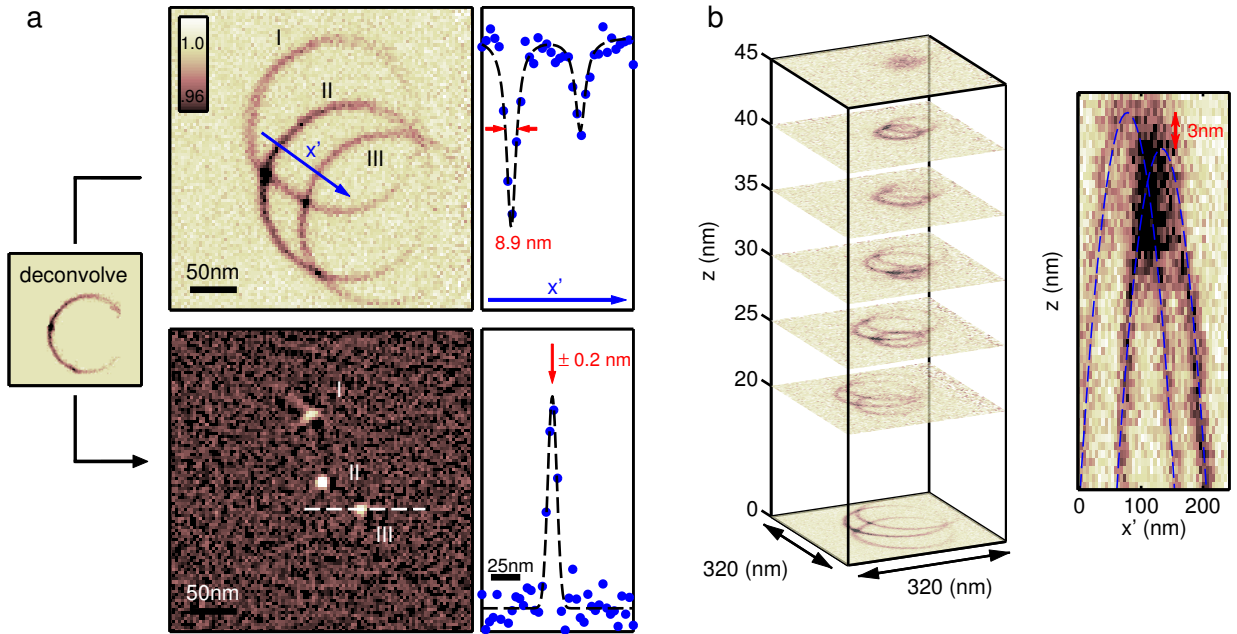 a
1.0
.96
I
II
III
x'
50nm
8.9 nm
x'
deconvolve
I
II
III
50nm
± 0.2 nm
25nm
b
45
40
35
30
25
20
0
z (nm)
320 (nm)
320 (nm)
3nm
z (nm)
0
100
200
x' (nm)